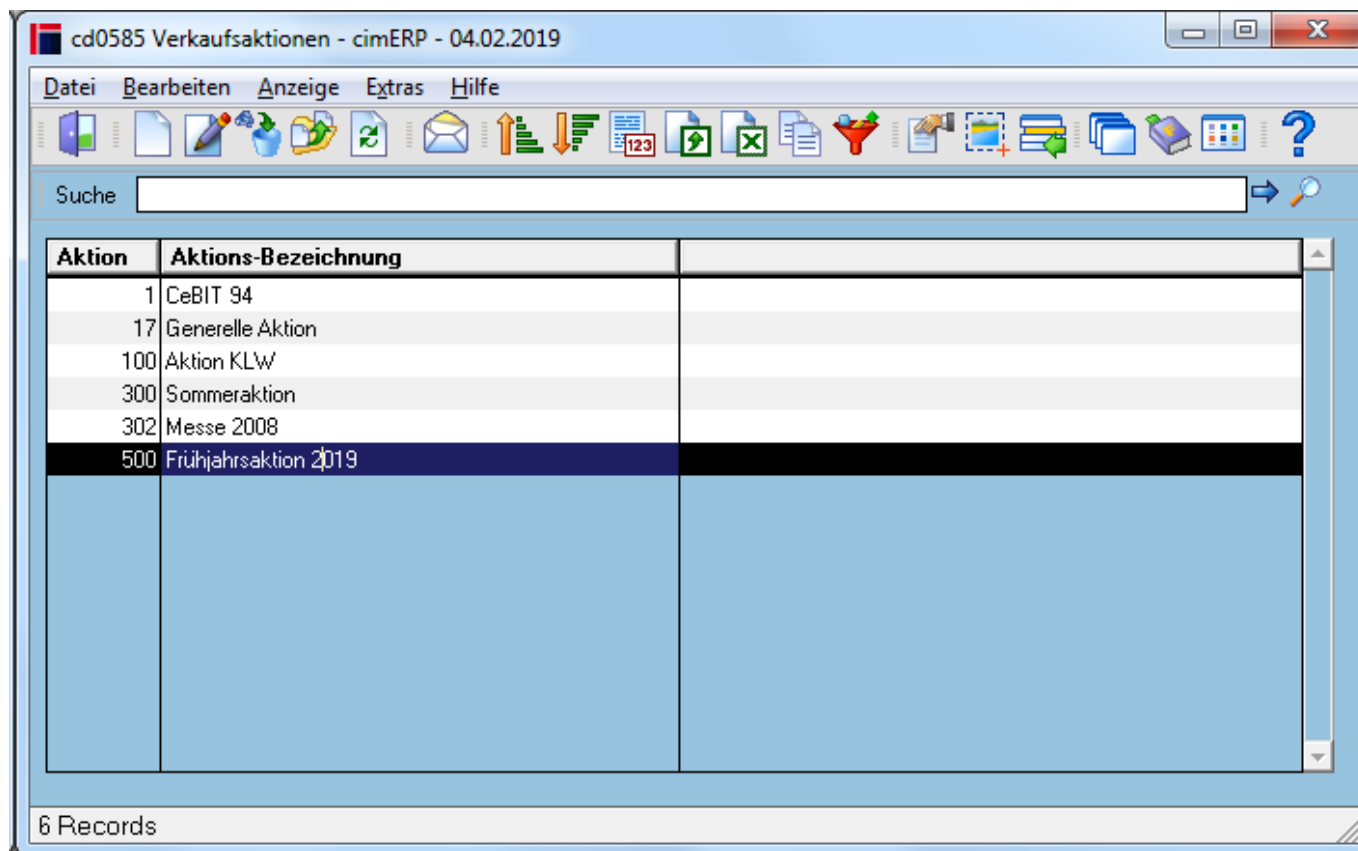 cd0585 Verkaufsaktionen - cimERP - 04.02.2019
Datei Bearbeiten Anzeige Extras Hilfe
123
Suche
Aktion Aktions-Bezeichnung
1 CeBIT 94
17 Generelle Aktion
100 Aktion KLW
300 Sommeraktion
302 Messe 2008
500 Frühjahrsaktion 2019
6 Records